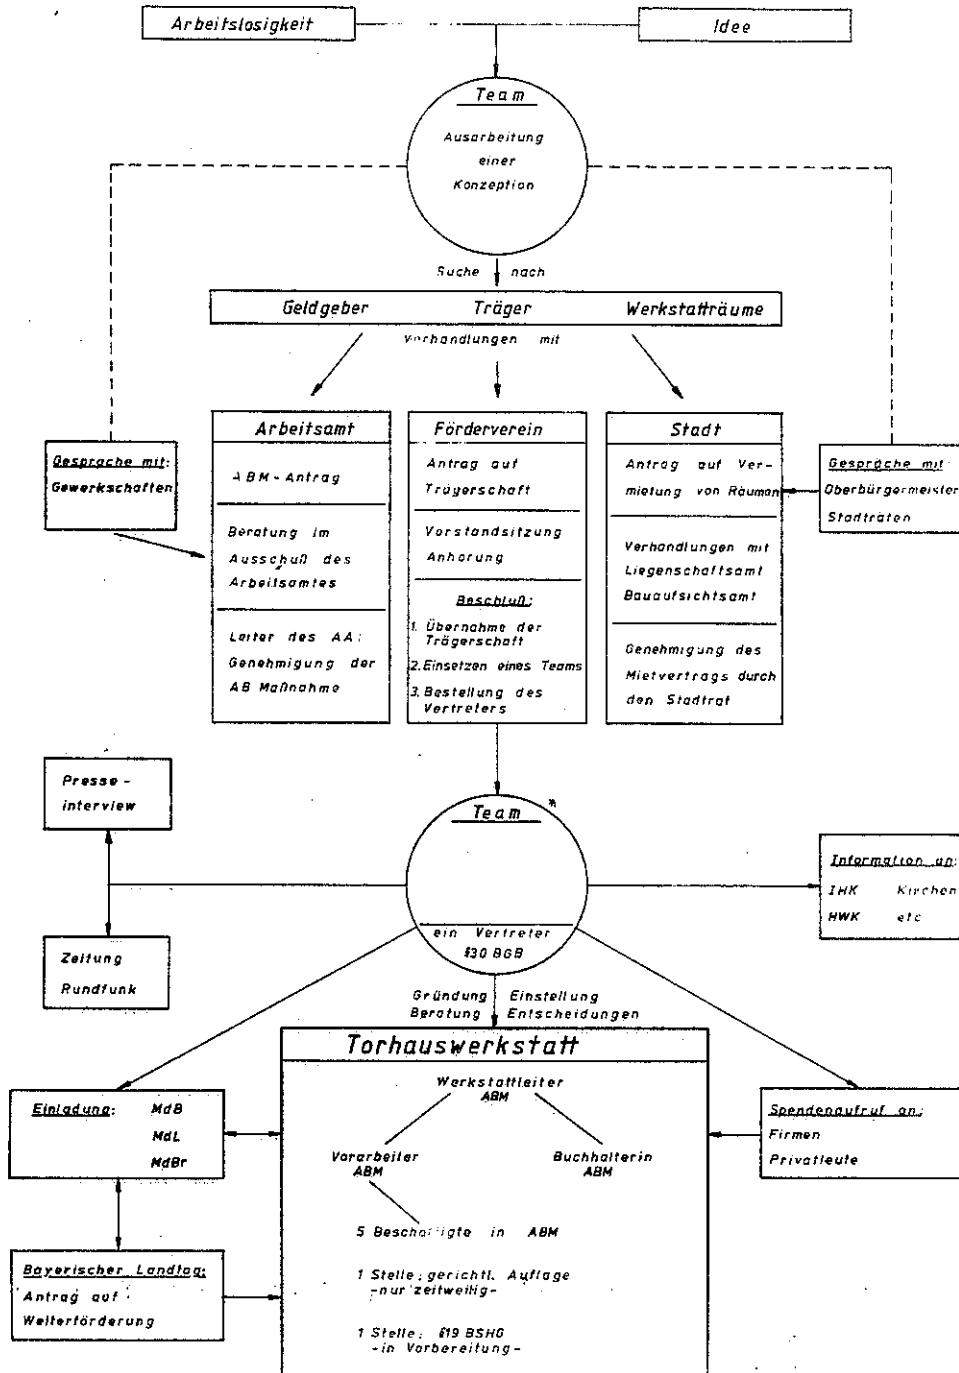 Arbeitslosigkeit
Idee
Team
Ausarbeitung
einer
Konzeption
Suche nach
Geldgeber Träger Werkstatträume
Verhandlungen mit
Arbeitsamt
ABM-Antrag
Beratung im
Ausschuß des
Arbeitsamtes
Leiter des AA:
Genehmigung der
AB Maßnahme
Förderverein
Antrag auf
Trägerschaft
Vorstandsitzung
Anhörung
Beschluß:
1. Übernahme der
Trägerschaft
2. Einsetzen eines Teams
3. Bestellung des
Vertreters
Stadt
Antrag auf Ver-
mietung von Räuman
Verhandlungen mit
Liegenschaftsamt
Bauaufsichtsamt
Genehmigung des
Mietvertrags durch
den Stadtrat
Gespräche mit:
Gewerkschaften
Gespräche mit:
Oberbürgermeister
Stadträten
Presse-
interview
Zeitung
Rundfunk
Team *
ein Vertreter
§30 BGB
Information an:
IHK Kirchen
HWK etc
Gründung Einstellung
Beratung Entscheidungen
Torhauswerkstatt
Werkstattleiter
ABM
Vorarbeiter
ABM
Buchhalterin
ABM
5 Beschäftigte in ABM
1 Stelle; gerichtl. Auflage
-nur zeitweilig-
1 Stelle; §19 BSHG
-in Vorbereitung-
Einladung: MdB
MdL
MdBr
Bayerischer Landtag:
Antrag auf
Weiterförderung
Spendenaufruf an:
Firmen
Privatleute